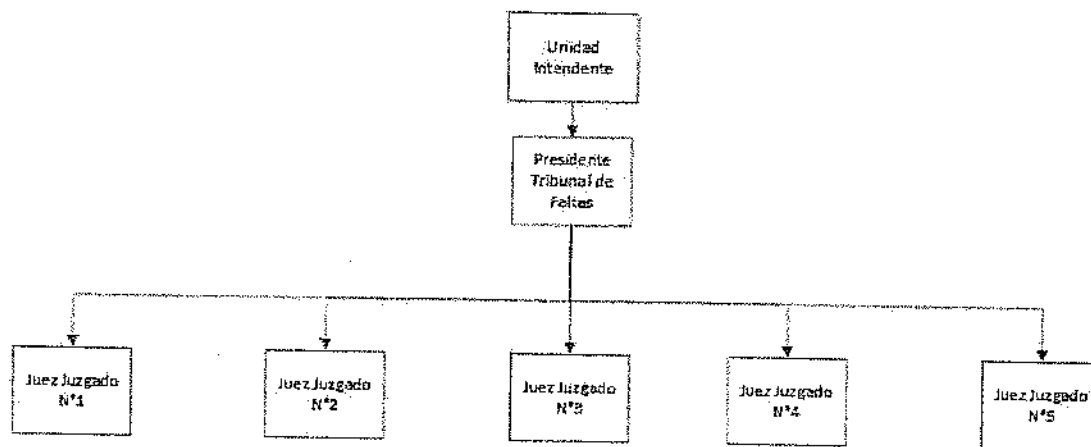 Unidad
Intendente
Presidente
Tribunal de
Faltas
Juez Juzgado
N°1
Juez Juzgado
N°2
Juez Juzgado
N°3
Juez Juzgado
N°4
Juez Juzgado
N°5